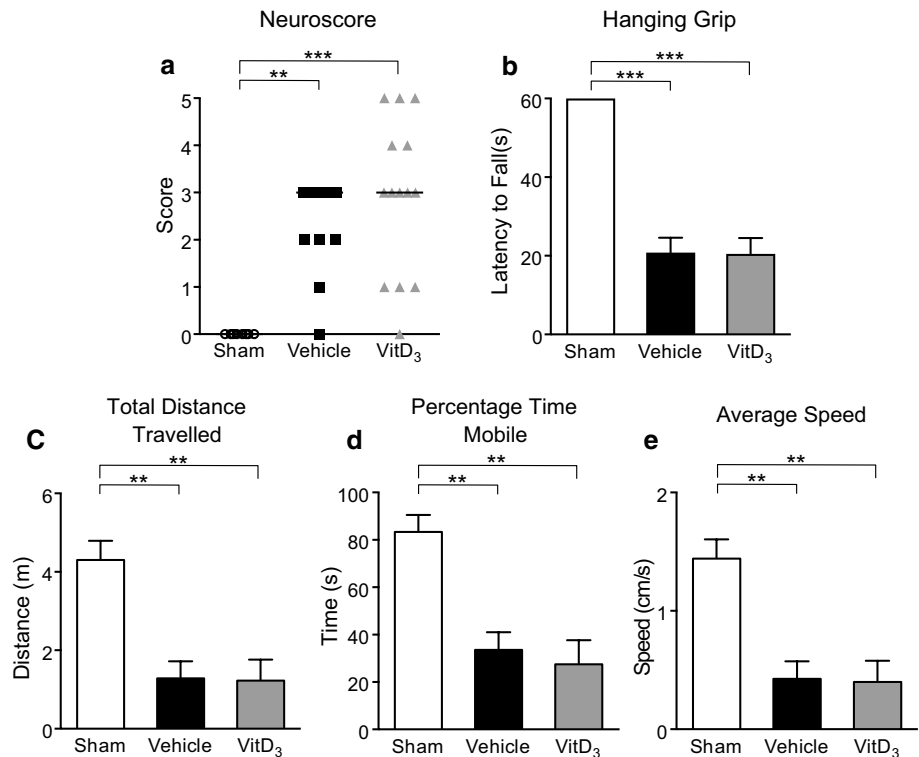 Neuroscore
a
***
**
5
4
3
2
1
0
Score
Sham Vehicle VitD₃
Hanging Grip
b
***
***
60
40
20
0
Latency to Fall(s)
Sham Vehicle VitD₃
Total Distance
Travelled
C
**
**
6
4
2
0
Distance (m)
Sham Vehicle VitD₃
Percentage Time
Mobile
d
**
**
100
80
60
40
20
0
Time (s)
Sham Vehicle VitD₃
Average Speed
e
**
**
2
1
0
Speed (cm/s)
Sham Vehicle VitD₃